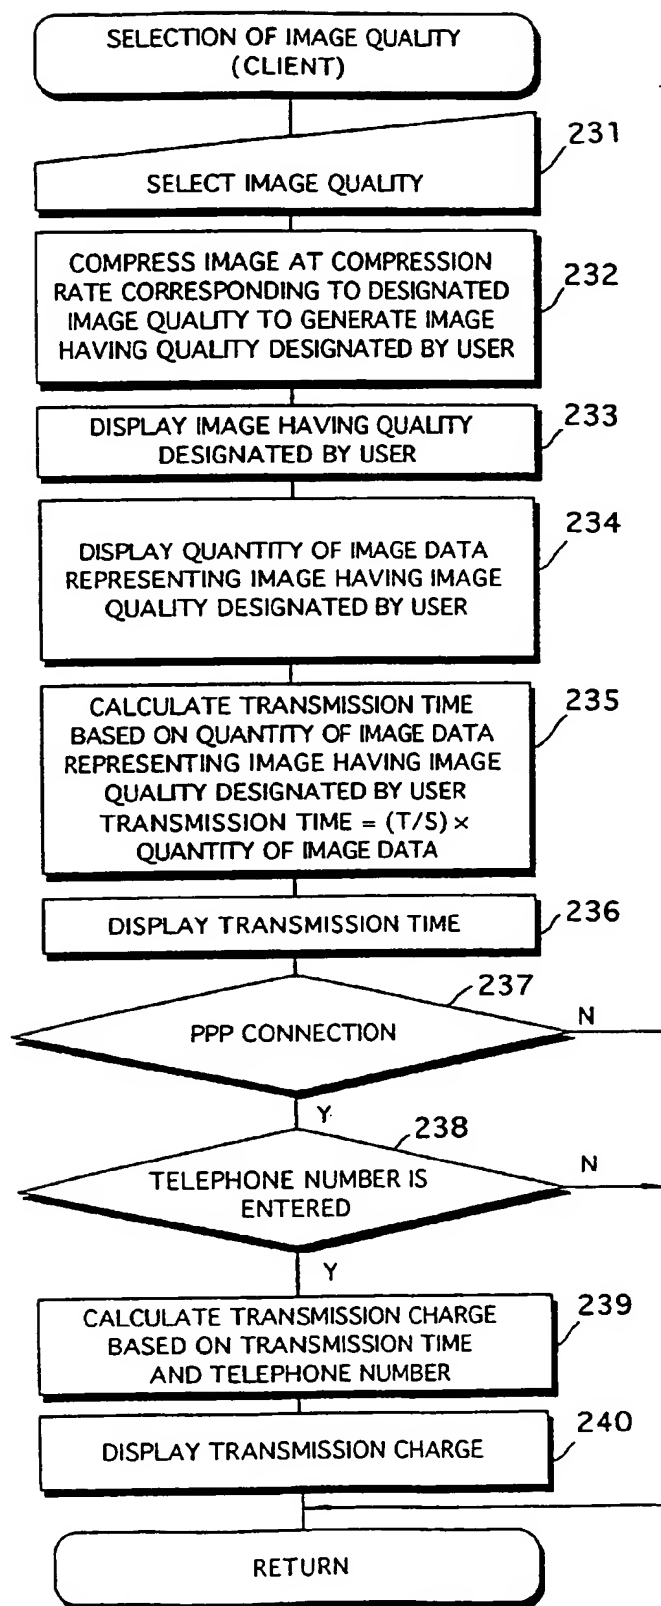 SELECTION OF IMAGE QUALITY
(CLIENT)
231
SELECT IMAGE QUALITY
232
COMPRESS IMAGE AT COMPRESSION
RATE CORRESPONDING TO DESIGNATED
IMAGE QUALITY TO GENERATE IMAGE
HAVING QUALITY DESIGNATED BY USER
233
DISPLAY IMAGE HAVING QUALITY
DESIGNATED BY USER
234
DISPLAY QUANTITY OF IMAGE DATA
REPRESENTING IMAGE HAVING IMAGE
QUALITY DESIGNATED BY USER
235
CALCULATE TRANSMISSION TIME
BASED ON QUANTITY OF IMAGE DATA
REPRESENTING IMAGE HAVING IMAGE
QUALITY DESIGNATED BY USER
TRANSMISSION TIME = (T/S) ×
QUANTITY OF IMAGE DATA
236
DISPLAY TRANSMISSION TIME
237
PPP CONNECTION
N
Y
238
TELEPHONE NUMBER IS
ENTERED
N
Y
239
CALCULATE TRANSMISSION CHARGE
BASED ON TRANSMISSION TIME
AND TELEPHONE NUMBER
240
DISPLAY TRANSMISSION CHARGE
RETURN